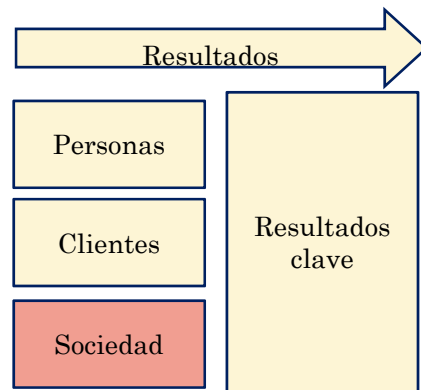 Resultados
Personas
Clientes
Sociedad
Resultados
clave